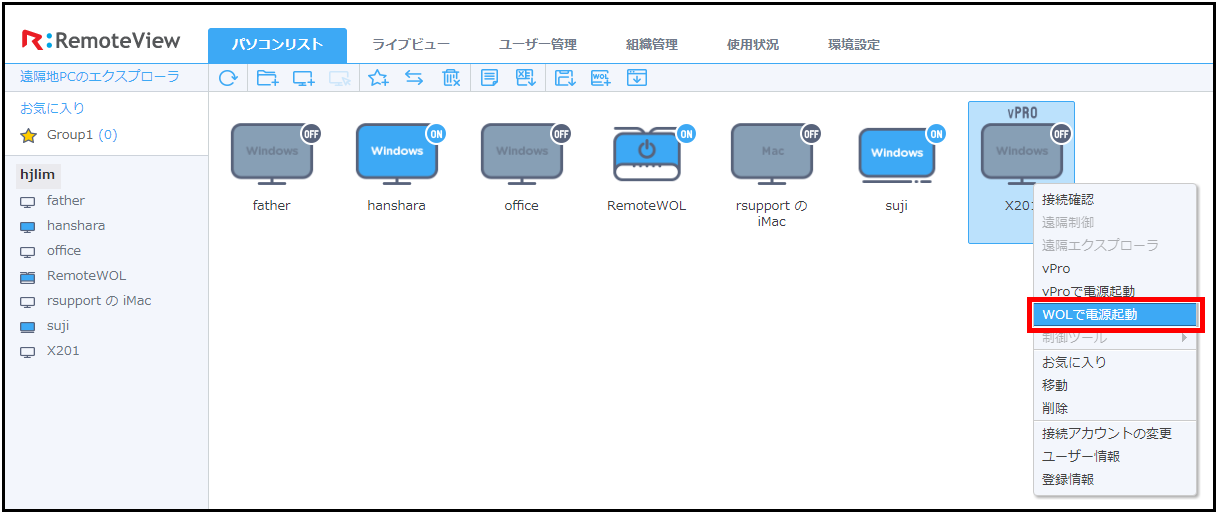 R:RemoteView
パソコンリスト ライブビュー ユーザー管理 組織管理 使用状況 環境設定
遠隔地PCのエクスプローラ
お気に入り
Group1 (0)
hjlim
father
hanshara
office
RemoteWOL
rsupport の iMac
suji
X201
Windows OFF
father
Windows ON
hanshara
Windows OFF
office
ON
RemoteWOL
Mac OFF
rsupport の
iMac
Windows ON
suji
vPRO
Windows OFF
X201
接続確認
遠隔制御
遠隔エクスプローラ
vPro
vProで電源起動
WOLで電源起動
制御ツール
お気に入り
移動
削除
接続アカウントの変更
ユーザー情報
登録情報